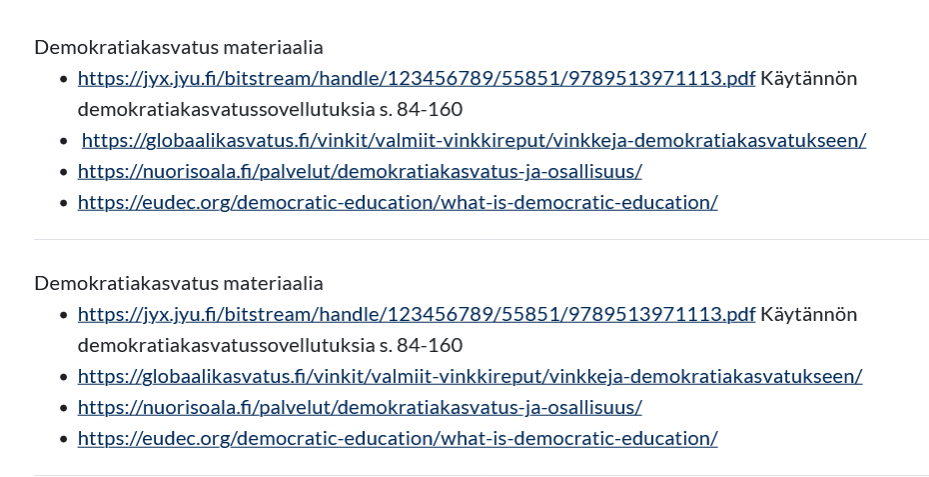 Demokratiakasvatus materiaalia
• https://jyx.jyu.fi/bitstream/handle/123456789/55851/9789513971113.pdf Käytännön
demokratiakasvatussovellutuksia s. 84-160
• https://globaalikasvatus.fi/vinkit/valmiit-vinkkireput/vinkkeja-demokratiakasvatukseen/
• https://nuorisoala.fi/palvelut/demokratiakasvatus-ja-osallisuus/
• https://eudec.org/democratic-education/what-is-democratic-education/
Demokratiakasvatus materiaalia
• https://jyx.jyu.fi/bitstream/handle/123456789/55851/9789513971113.pdf Käytännön
demokratiakasvatussovellutuksia s. 84-160
• https://globaalikasvatus.fi/vinkit/valmiit-vinkkireput/vinkkeja-demokratiakasvatukseen/
• https://nuorisoala.fi/palvelut/demokratiakasvatus-ja-osallisuus/
• https://eudec.org/democratic-education/what-is-democratic-education/